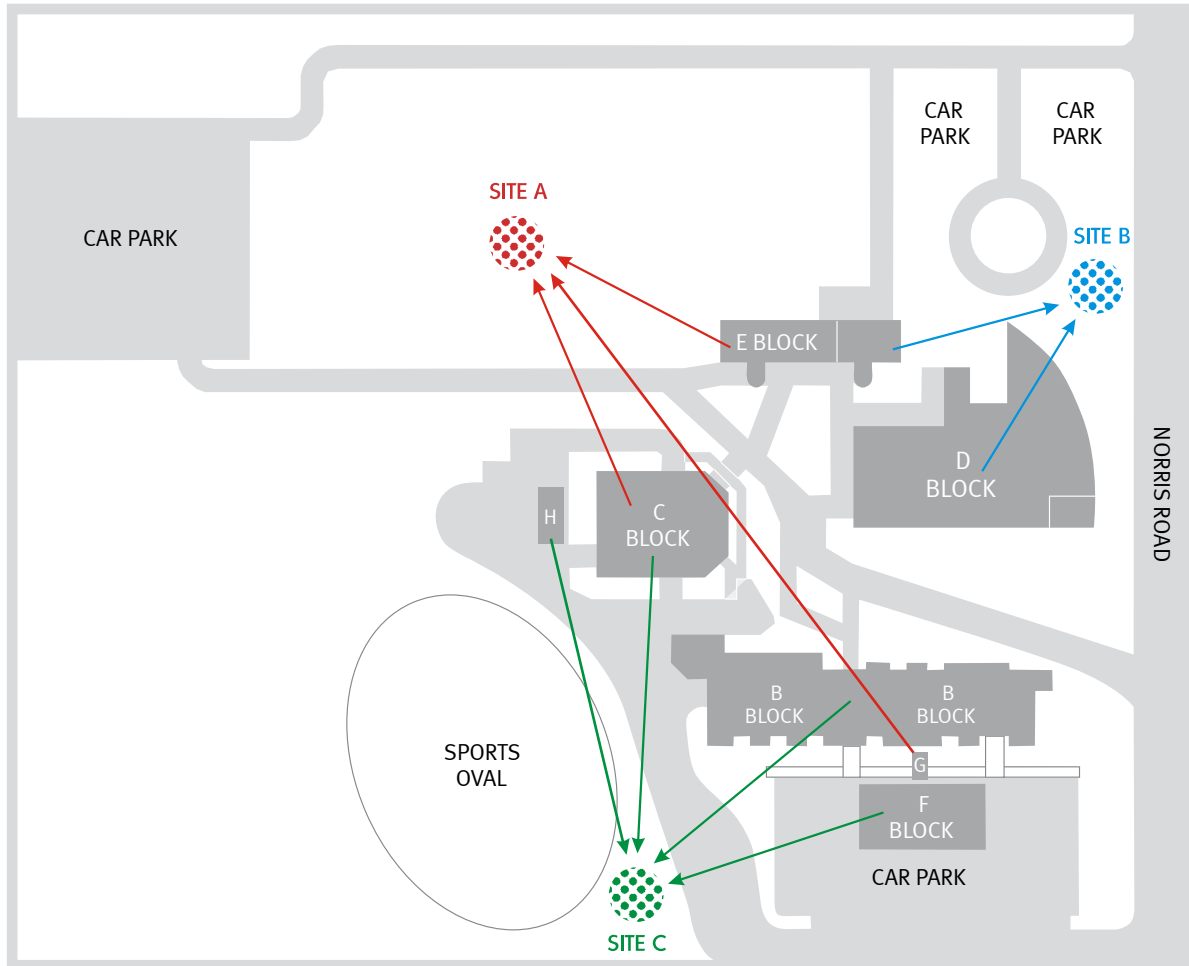 CAR
PARK
CAR
PARK
SITE A
CAR PARK
SITE B
E BLOCK
D
BLOCK
NORRIS ROAD
H
C
BLOCK
B
BLOCK
B
BLOCK
SPORTS
OVAL
G
F
BLOCK
CAR PARK
SITE C